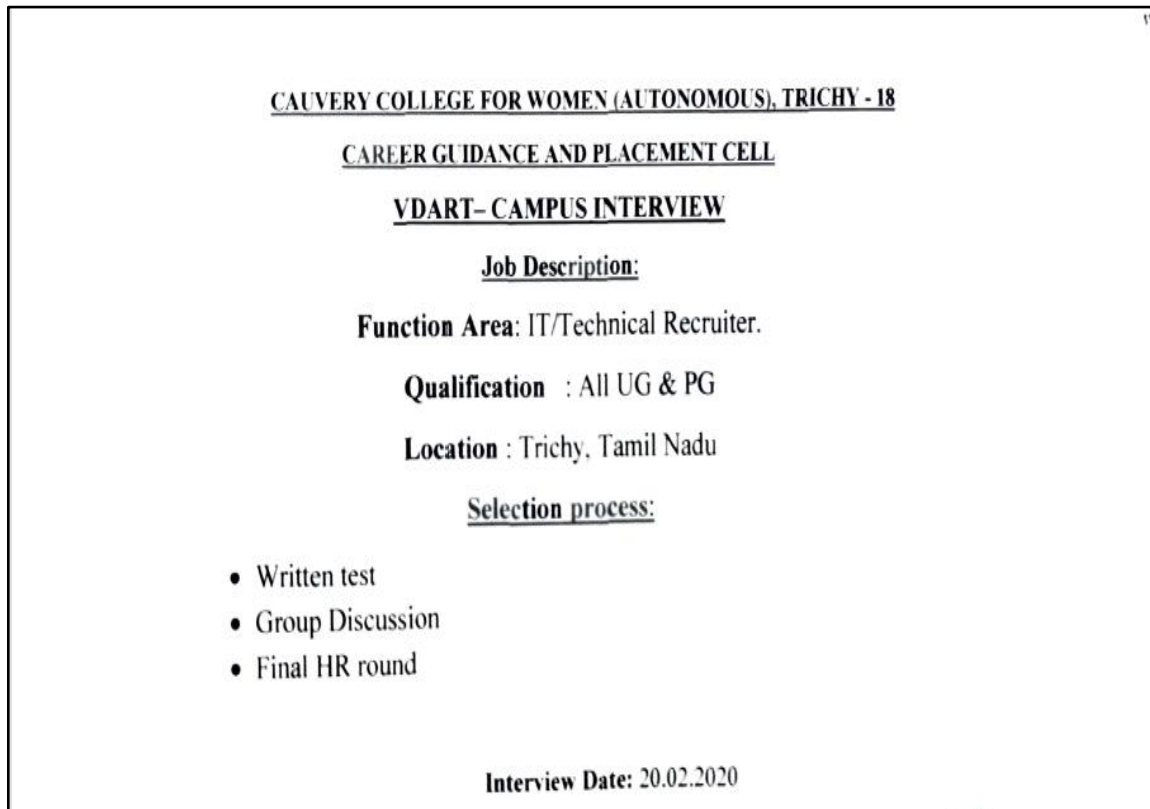 CAUVERY COLLEGE FOR WOMEN (AUTONOMOUS), TRICHY - 18
CAREER GUIDANCE AND PLACEMENT CELL
VDART– CAMPUS INTERVIEW
Job Description:
Function Area: IT/Technical Recruiter.
Qualification : All UG & PG
Location : Trichy, Tamil Nadu
Selection process:
• Written test
• Group Discussion
• Final HR round
Interview Date: 20.02.2020